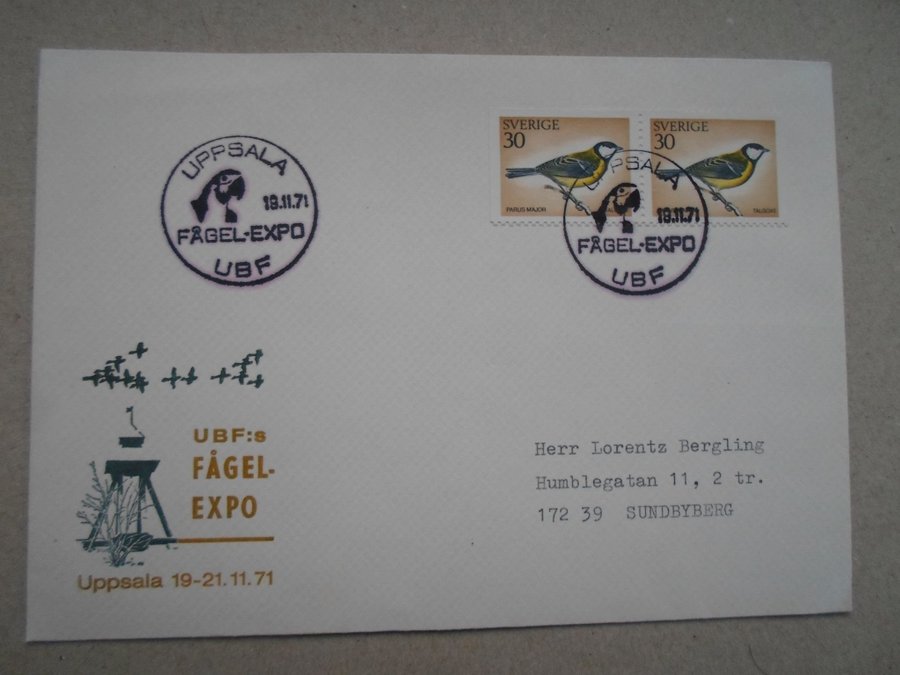 UPPSALA
19.11.71
FÅGEL-EXPO
UBF
SVERIGE
30
PARUS MAJOR
SVERIGE
30
TALGOXE
UPPSALA
19.11.71
FÅGEL-EXPO
UBF
UBF:s
FÅGEL-
EXPO
Uppsala 19-21.11.71
Herr Lorentz Bergling
Humblegatan 11, 2 tr.
172 39 SUNDBYBERG